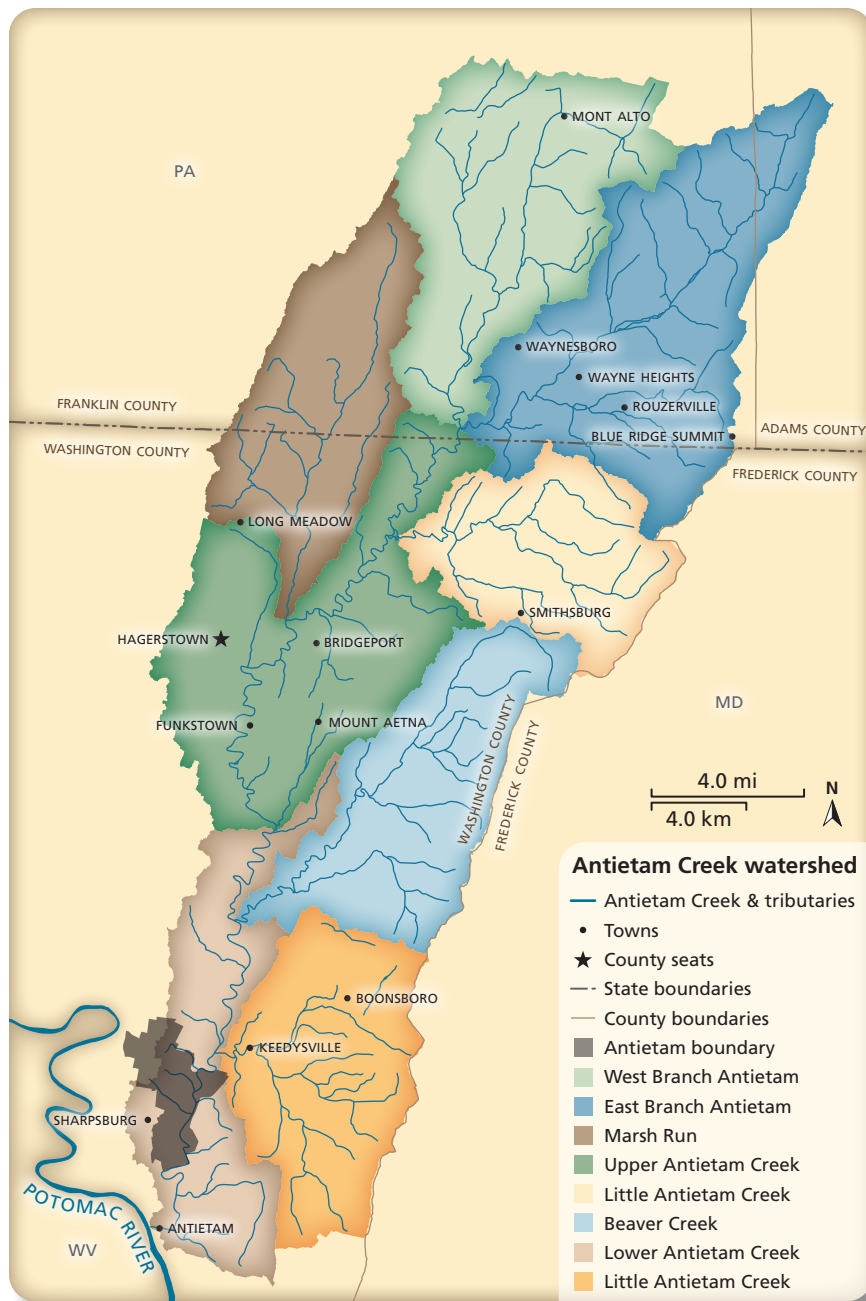 MONT ALTO
PA
WAYNESBORO
WAYNE HEIGHTS
FRANKLIN COUNTY
ROUZERVILLE
BLUE RIDGE SUMMIT
ADAMS COUNTY
WASHINGTON COUNTY
FREDERICK COUNTY
LONG MEADOW
SMITHSBURG
HAGERSTOWN
BRIDGEPORT
MD
FUNKSTOWN
MOUNT AETNA
WASHINGTON COUNTY
FREDERICK COUNTY
4.0 mi
4.0 km
N
BOONSBORO
KEEDYSVILLE
SHARPSBURG
POTOMAC RIVER
ANTIETAM
WV
Antietam Creek watershed
Antietam Creek & tributaries
Towns
County seats
State boundaries
County boundaries
Antietam boundary
West Branch Antietam
East Branch Antietam
Marsh Run
Upper Antietam Creek
Little Antietam Creek
Beaver Creek
Lower Antietam Creek
Little Antietam Creek